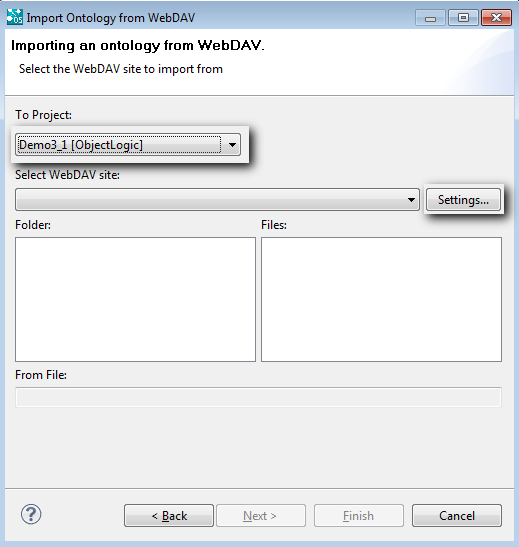 Import Ontology from WebDAV
Importing an ontology from WebDAV.
Select the WebDAV site to import from
To Project:
Demo3_1 [ObjectLogic]
Select WebDAV site:
Settings...
Folder:
Files:
From File:
?
< Back
Next >
Finish
Cancel